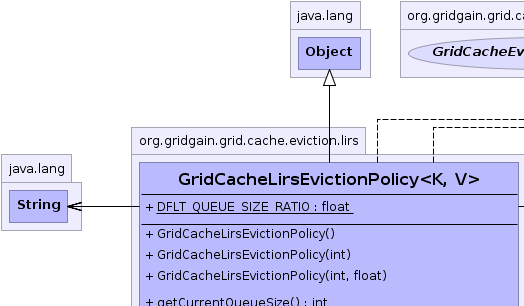 java.lang
Object
org.gridgain.grid.ca
GridCacheEv
org.gridgain.grid.cache.eviction.lirs
java.lang
String
GridCacheLirsEvictionPolicy<K, V>
+ DFLT_QUEUE_SIZE_RATIO : float
+ GridCacheLirsEvictionPolicy()
+ GridCacheLirsEvictionPolicy(int)
+ GridCacheLirsEvictionPolicy(int, float)
+ getCurrentQueueSize() : int